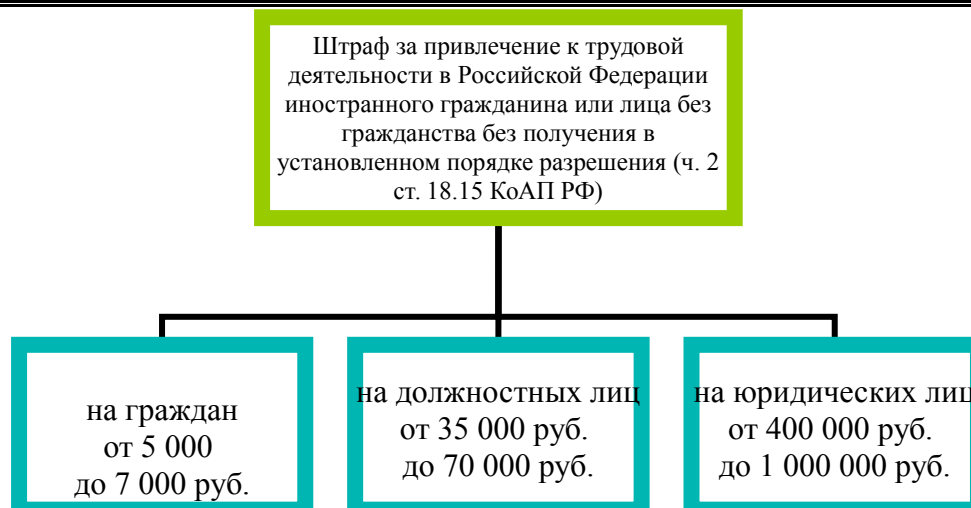 Штраф за привлечение к трудовой
деятельности в Российской Федерации
иностранного гражданина или лица без
гражданства без получения в
установленном порядке разрешения (ч. 2
ст. 18.15 КоАП РФ)
на граждан
от 5 000
до 7 000 руб.
на должностных лиц
от 35 000 руб.
до 70 000 руб.
на юридических лиц
от 400 000 руб.
до 1 000 000 руб.